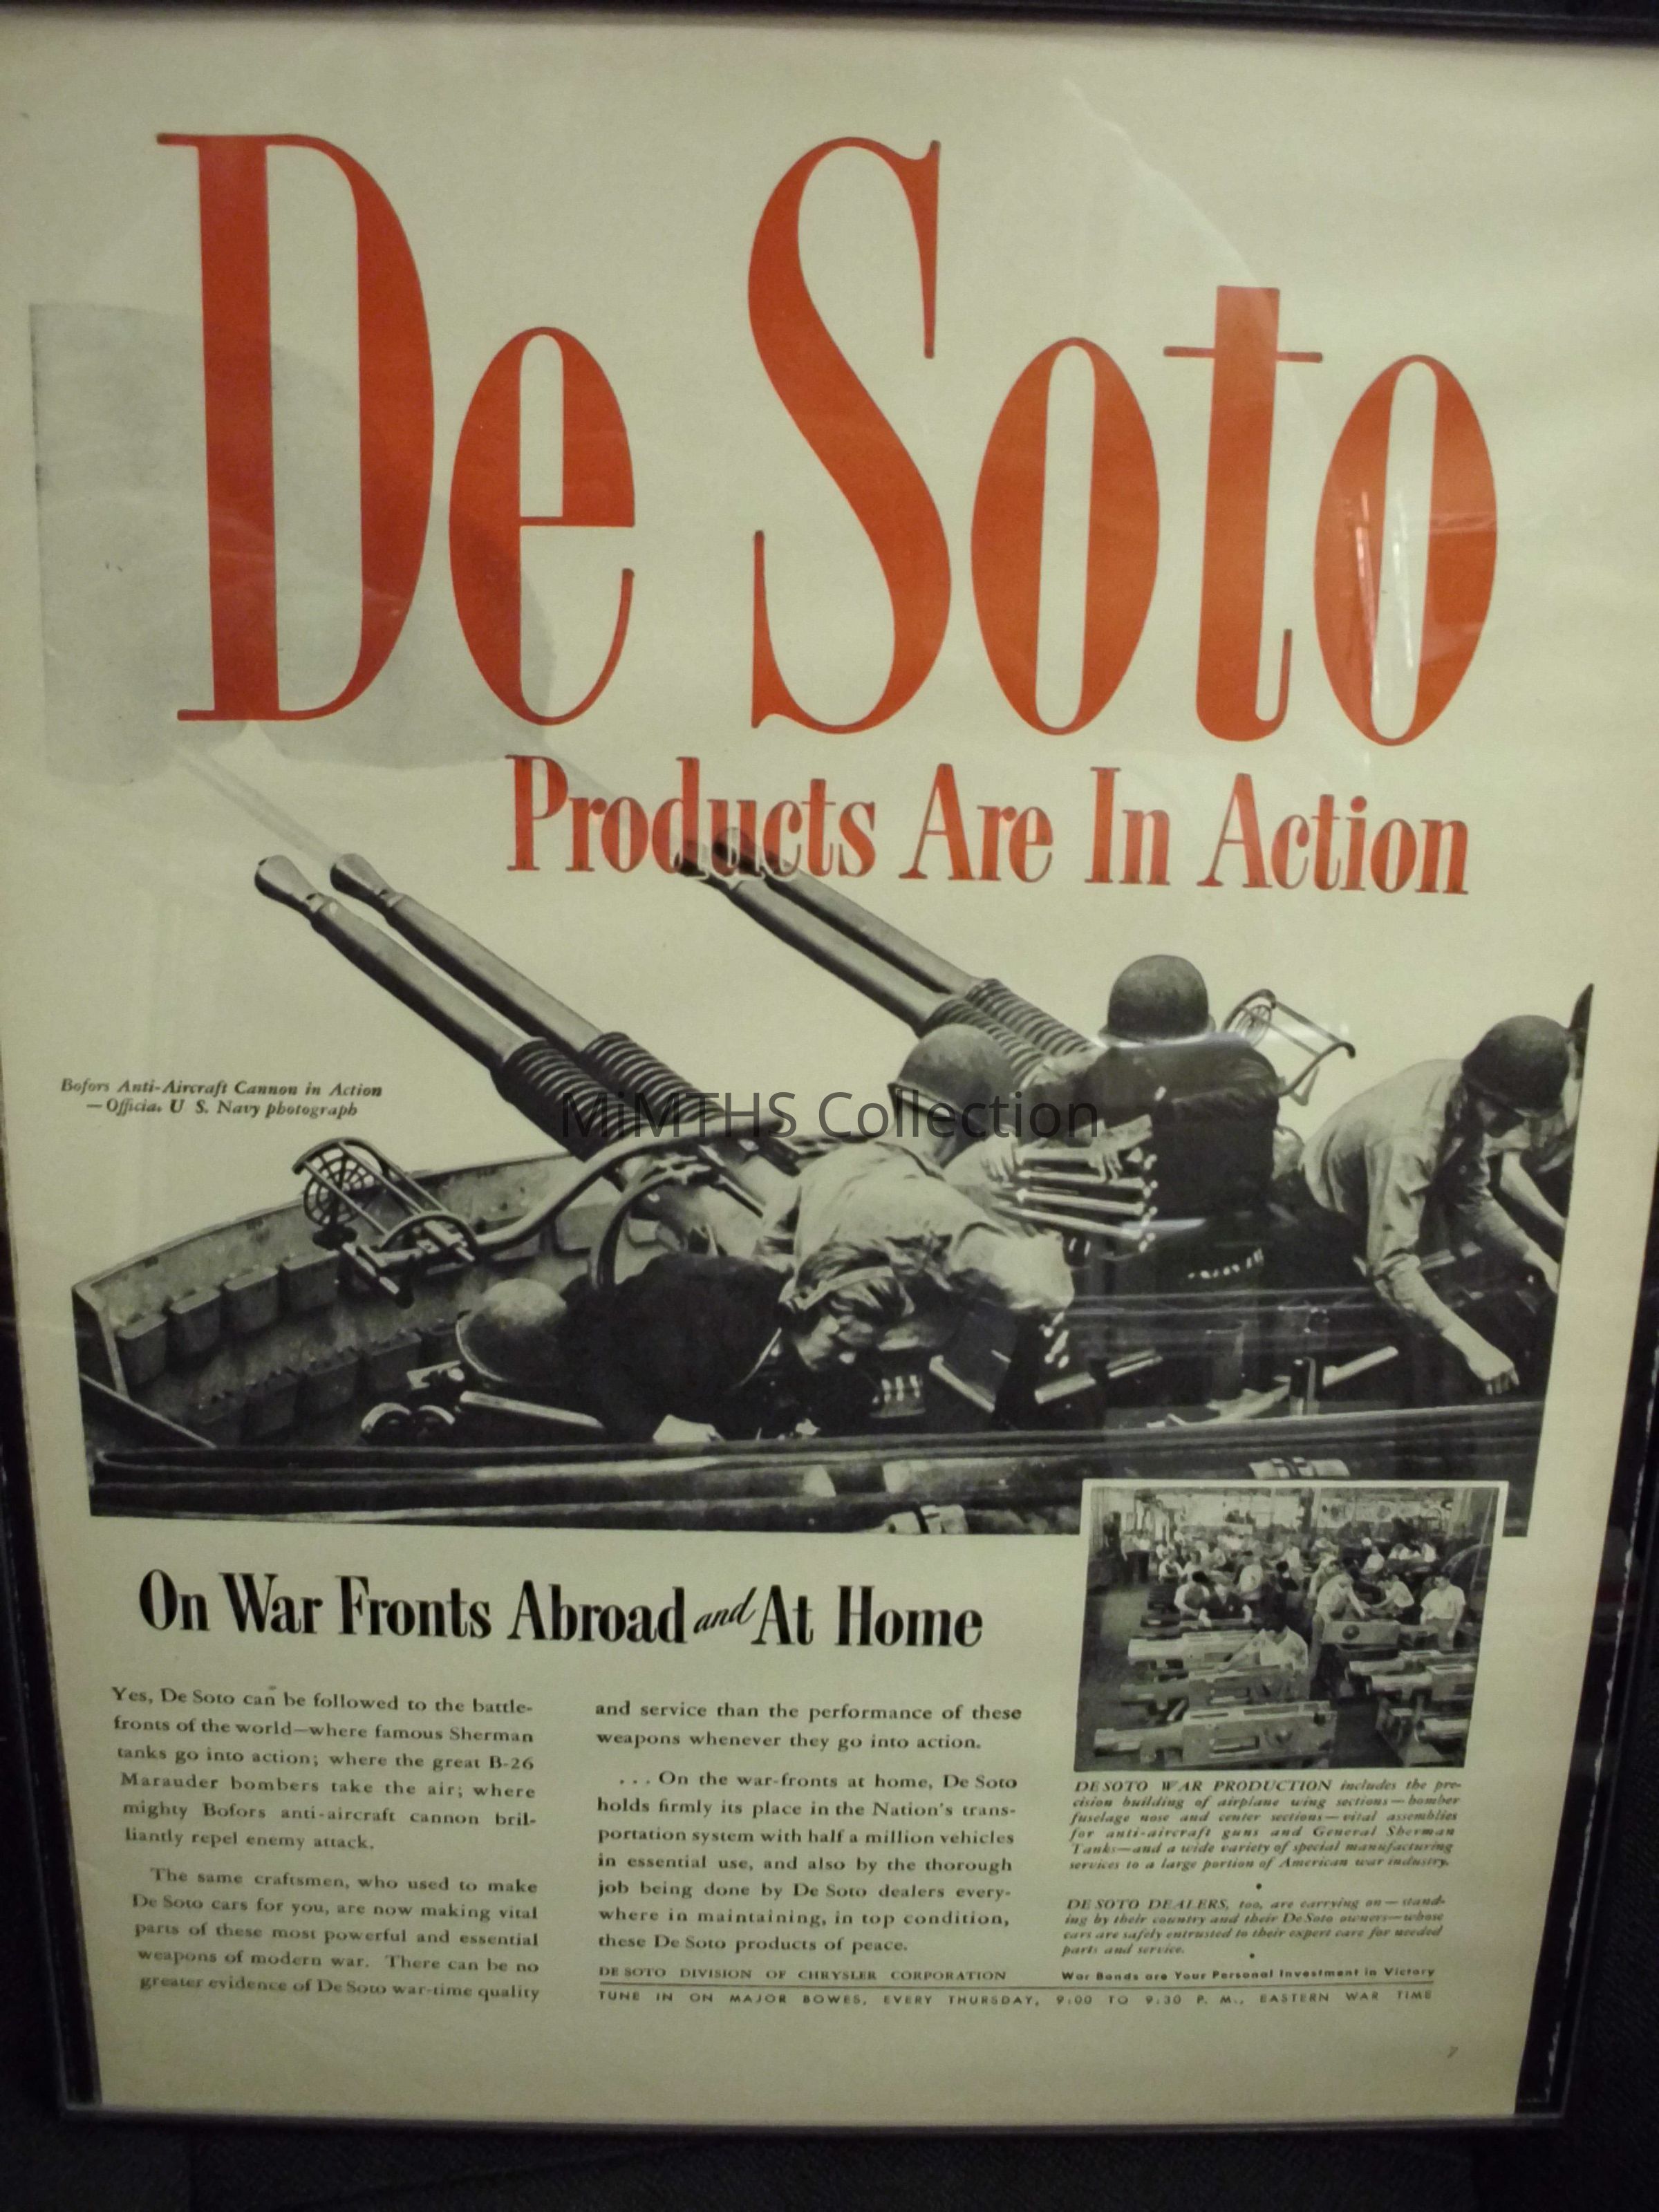 De Soto
Products Are In Action
Bofors Anti-Aircraft Cannon in Action
—Official U S. Navy photograph
MiMTHS Collection
On War Fronts Abroad and At Home
Yes, De Soto can be followed to the battle-
fronts of the world—where famous Sherman
tanks go into action; where the great B-26
Marauder bombers take the air; where
mighty Bofors anti-aircraft cannon bril-
liantly repel enemy attack.
The same craftsmen, who used to make
De Soto cars for you, are now making vital
parts of these most powerful and essential
weapons of modern war. There can be no
greater evidence of De Soto war-time quality
and service than the performance of these
weapons whenever they go into action.
... On the war-fronts at home, De Soto
holds firmly its place in the Nation's trans-
portation system with half a million vehicles
in essential use, and also by the thorough
job being done by De Soto dealers every-
where in maintaining, in top condition,
these De Soto products of peace.
DE SOTO DIVISION OF CHRYSLER CORPORATION
DE SOTO WAR PRODUCTION includes the pre-
cision building of airplane wing sections—bomber
fuselage nose and center sections—vital assemblies
for anti-aircraft guns and General Sherman
Tanks—and a wide variety of special manufacturing
services to a large portion of American war industry.
•
DE SOTO DEALERS, too, are carrying on—stand-
ing by their country and their De Soto owners—whose
cars are safely entrusted to their expert care for needed
parts and service.
•
War Bonds are Your Personal Investment in Victory
TUNE IN ON MAJOR BOWES, EVERY THURSDAY, 9:00 TO 9:30 P. M., EASTERN WAR TIME
7